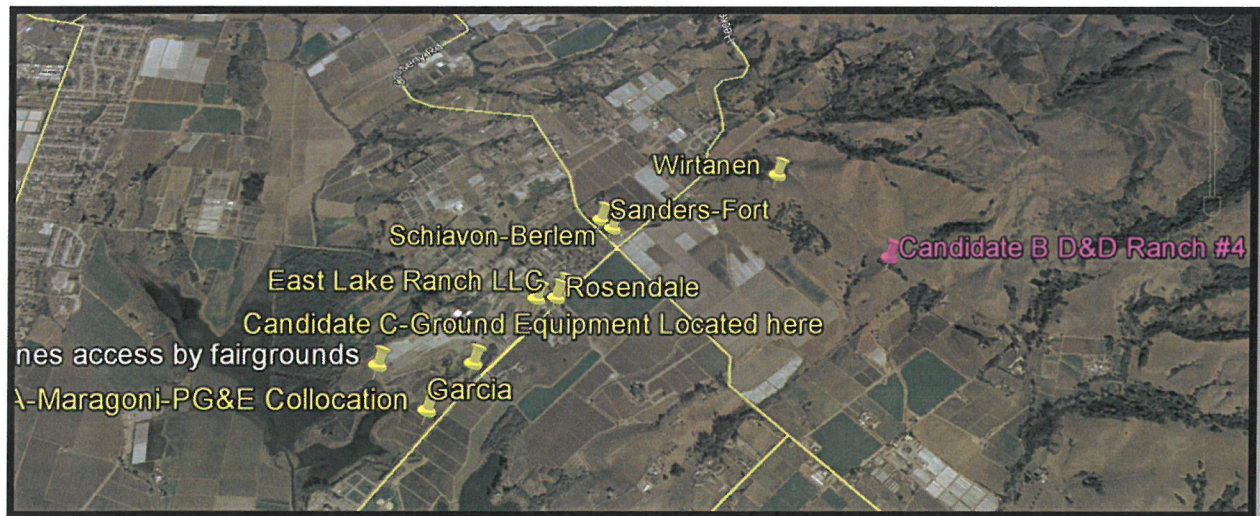 Wirtanen
Sanders-Fort
Schiavon-Berlem
Candidate B D&D Ranch #4
East Lake Ranch LLC
Rosendale
Candidate C-Ground Equipment Located here
nes access by fairgrounds
Garcia
A-Maragoni-PG&E Collocation